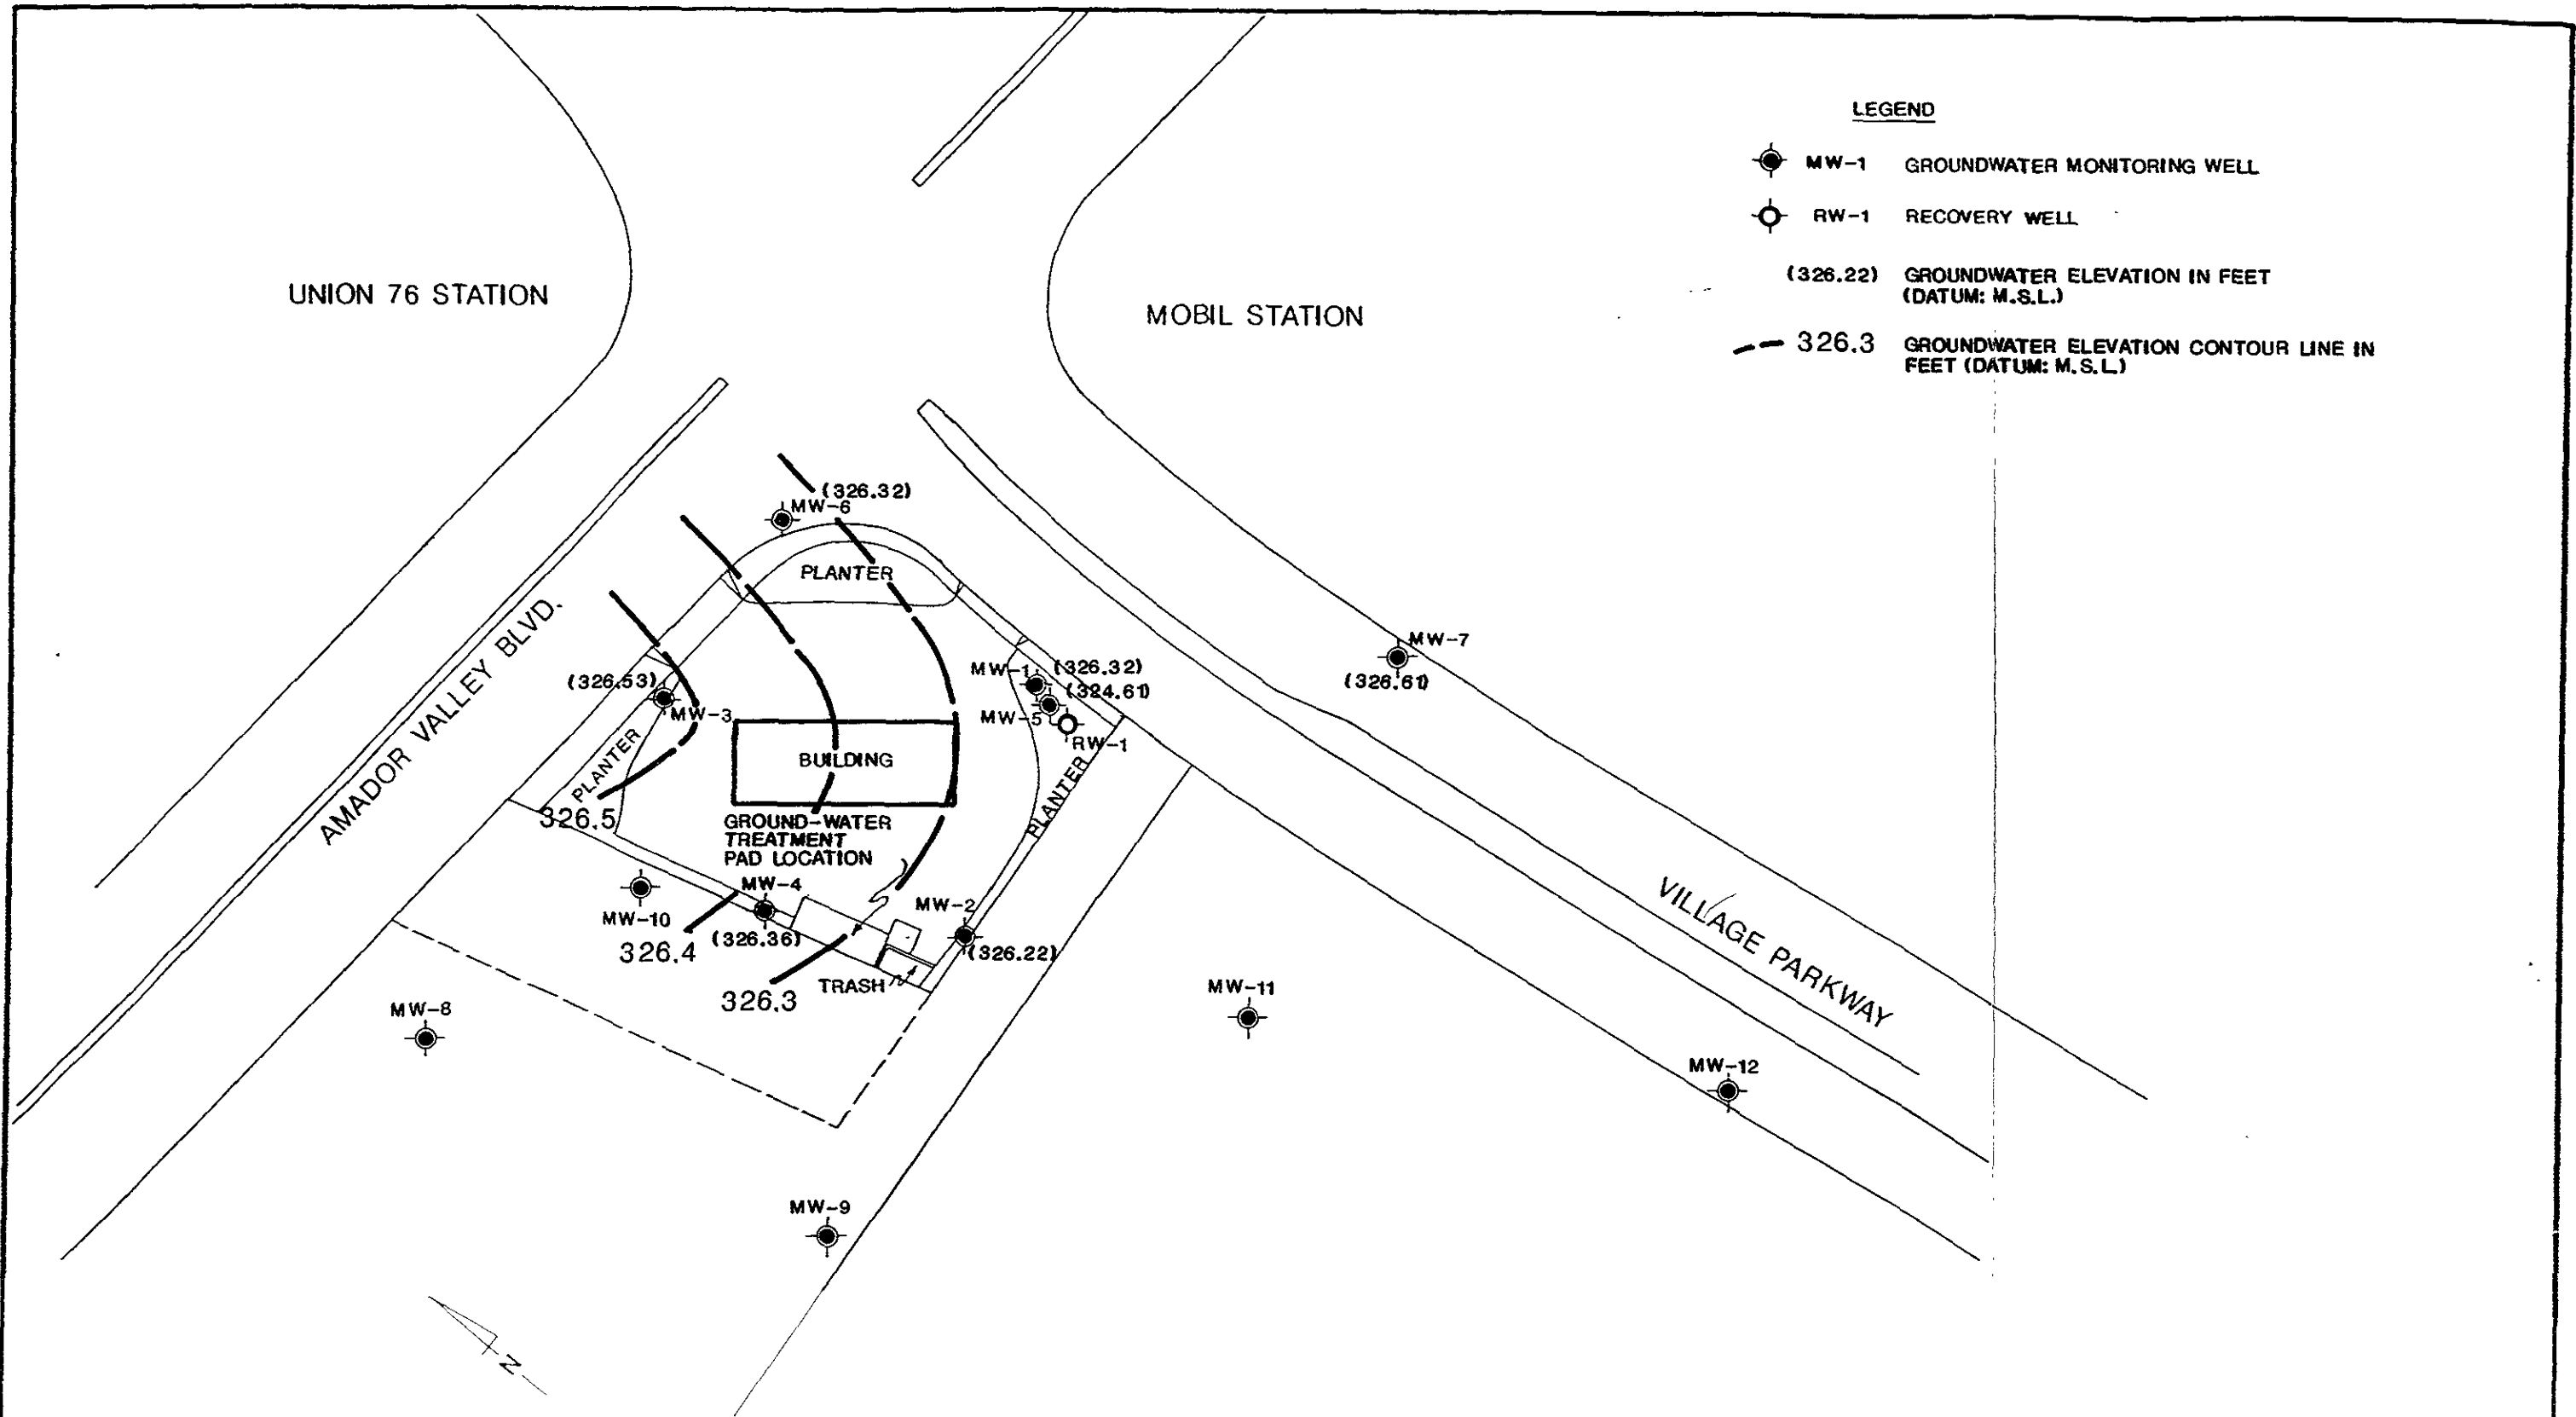 LEGEND
MW-1 GROUNDWATER MONITORING WELL
RW-1 RECOVERY WELL
(326.22) GROUNDWATER ELEVATION IN FEET
(DATUM: M.S.L.)
326.3 GROUNDWATER ELEVATION CONTOUR LINE IN
FEET (DATUM: M.S.L.)
UNION 76 STATION
MOBIL STATION
(326.32)
MW-6
PLANTER
AMADOR VALLEY BLVD.
MW-7
(326.61)
MW-1 (326.32)
(324.61)
MW-5
RW-1
(326.53)
MW-3
PLANTER
BUILDING
PLANTER
326.5
GROUND-WATER
TREATMENT
PAD LOCATION
MW-4
MW-10
326.4
(326.36)
MW-2
(326.22)
326.3
TRASH
MW-8
MW-11
VILLAGE PARKWAY
MW-12
MW-9
N